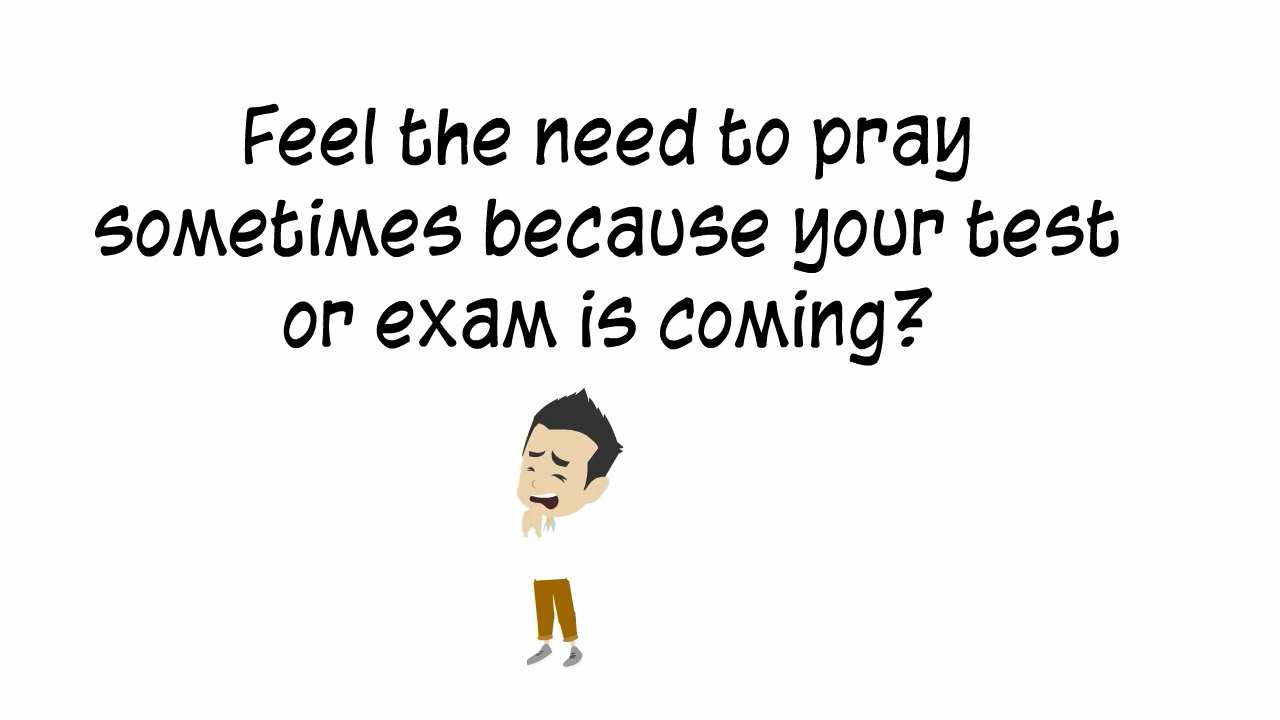 Feel the need to pray
sometimes because your test
or exam is coming?